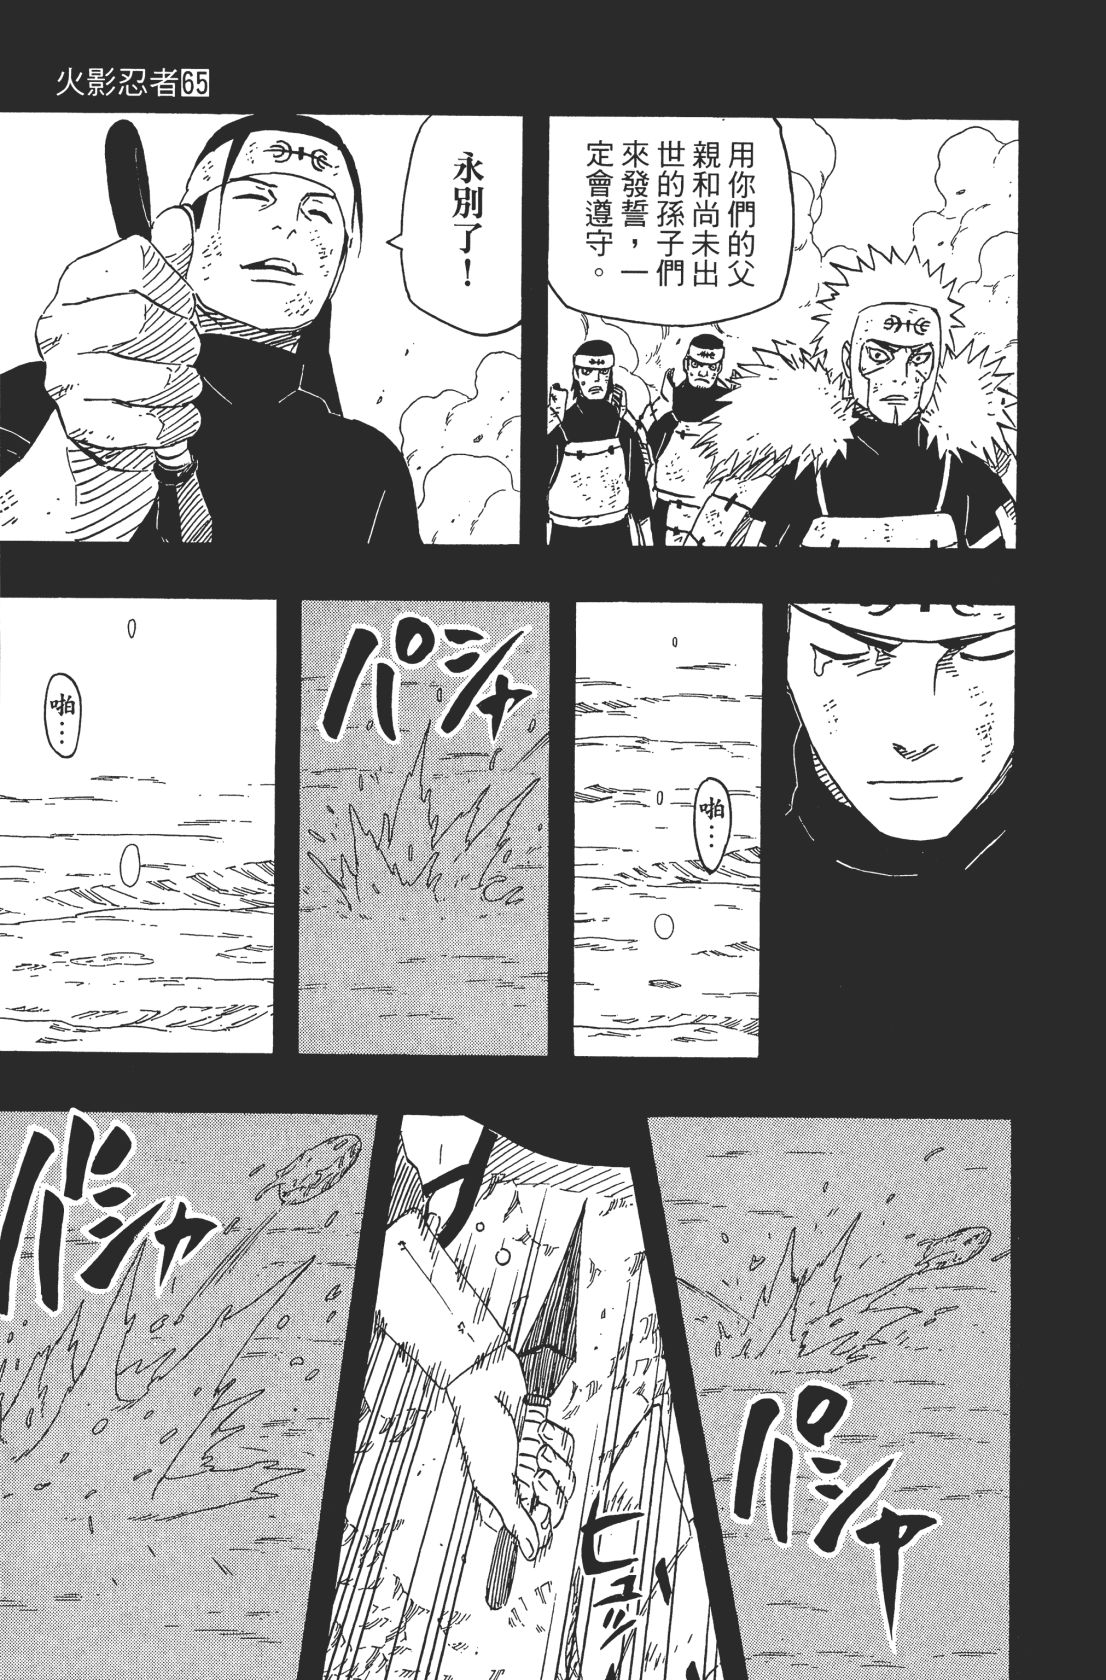 火影忍者65
用你們的父
親和尚未出
世的孫子們
來發誓，一
定會遵守。
永別了！
啪…
パシャ
啪…
パシャ
ヒュッ
パシャ